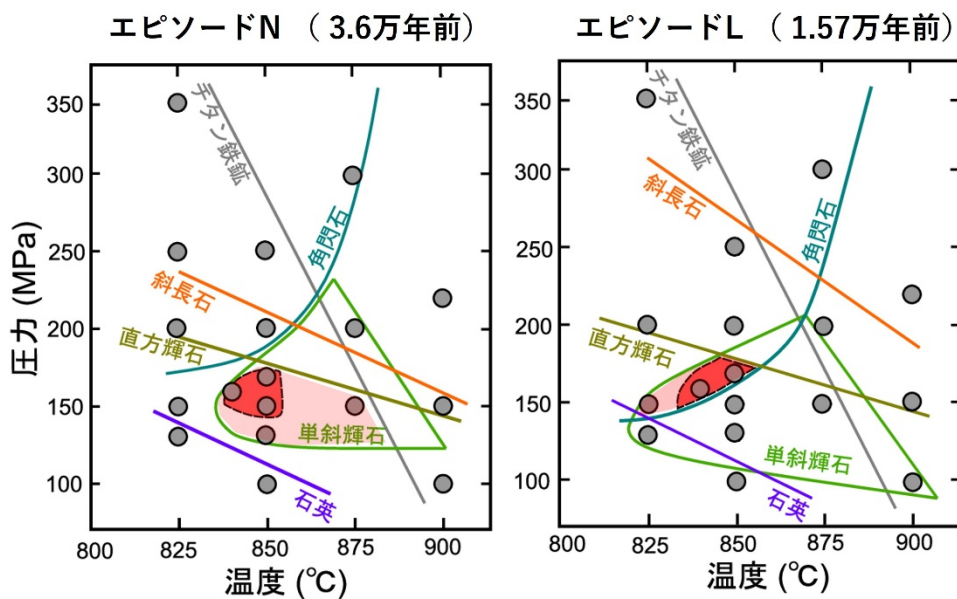 エピソードN （ 3.6万年前）
350
300
250
200
150
100
圧力 (MPa)
チタン鉄鉱
角閃石
斜長石
直方輝石
単斜輝石
石英
800
825
850
875
900
温度 (℃)
エピソードL （ 1.57万年前）
350
300
250
200
150
100
チタン鉄鉱
斜長石
角閃石
直方輝石
単斜輝石
石英
800
825
850
875
900
温度 (℃)